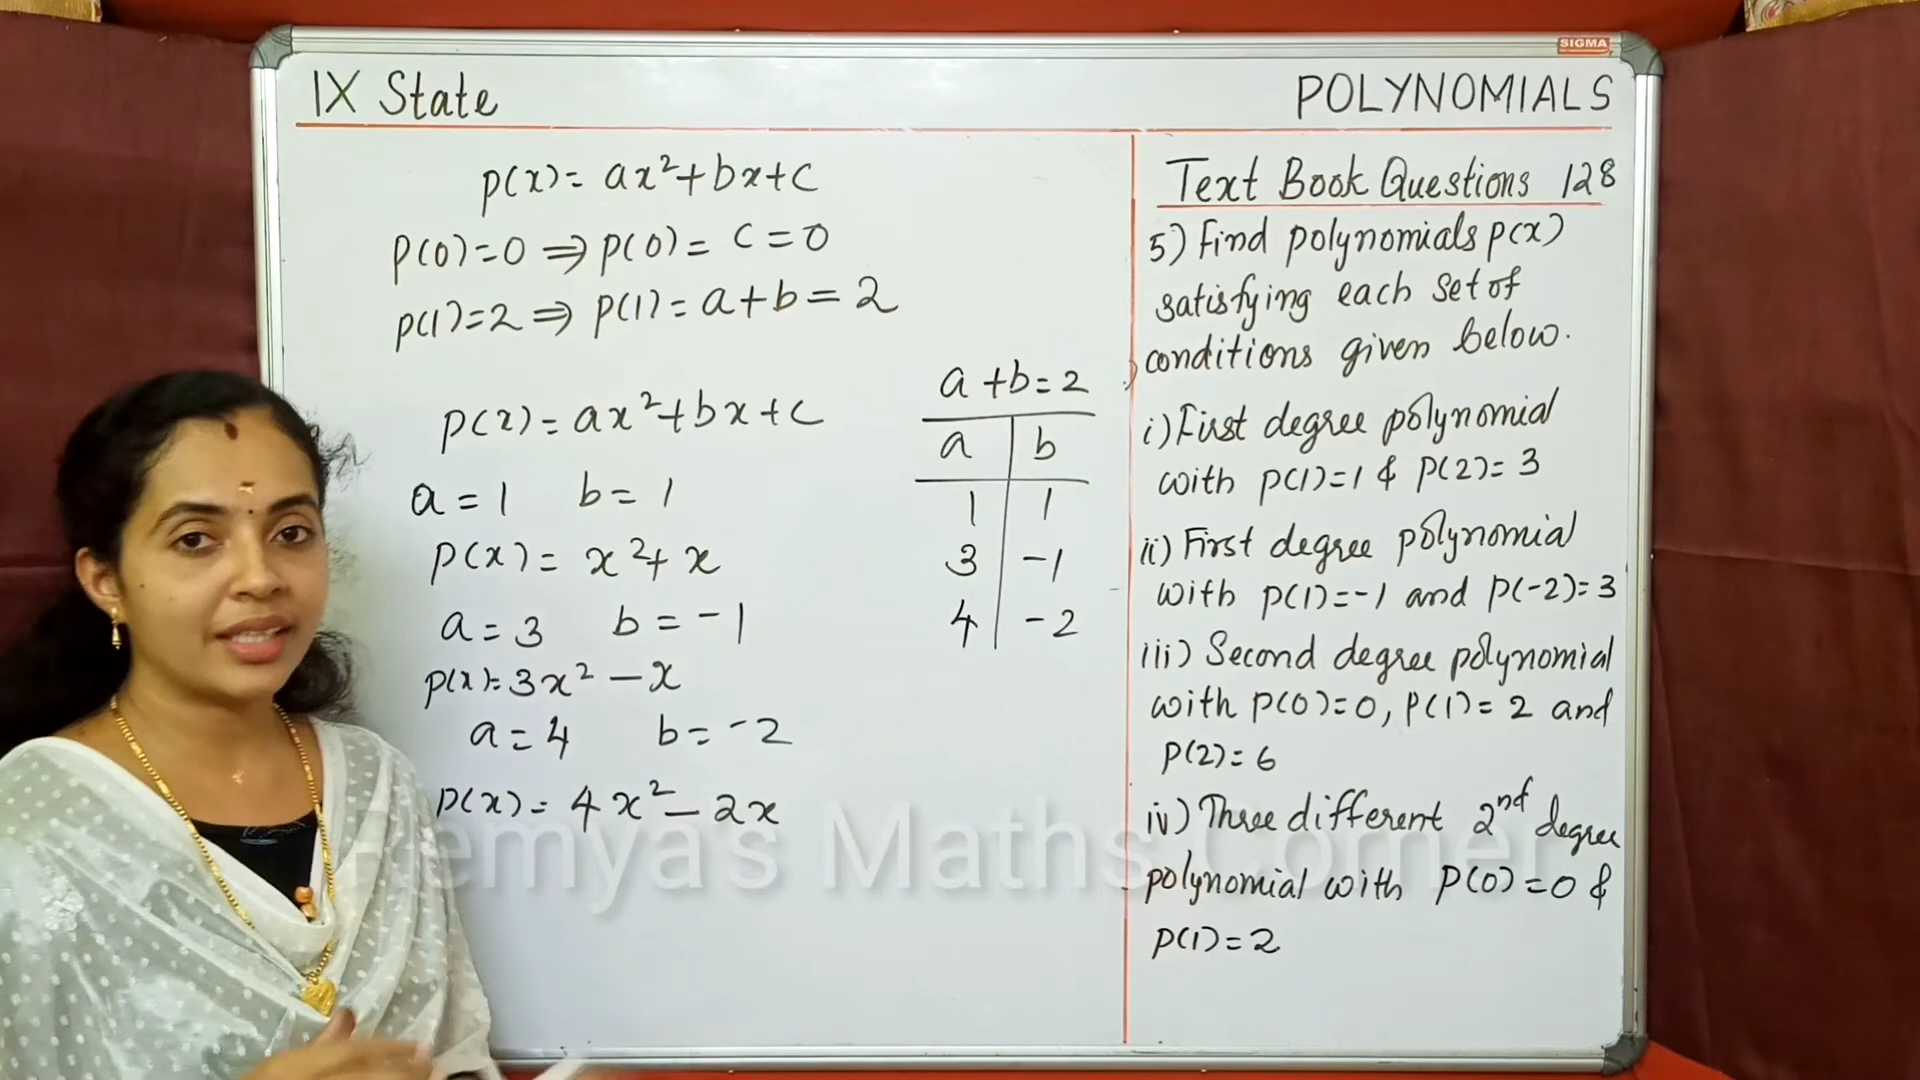 SIGMA
IX State
POLYNOMIALS
p(x) = ax²+bx+c
p(0)=0 ⇒ p(0) = c = 0
p(1)=2 ⇒ p(1) = a+b = 2
p(x) = ax²+bx+c
a = 1 b = 1
p(x) = x²+x
a = 3 b = -1
p(x) = 3x² - x
a = 4 b = -2
p(x) = 4x² - 2x
a + b = 2
a b
1 1
3 -1
4 -2
Text Book Questions 128
5) Find polynomials p(x)
satisfying each set of
conditions given below.
i) First degree polynomial
with p(1)=1 & p(2)=3
ii) First degree polynomial
with p(1)=-1 and p(-2)=3
iii) Second degree polynomial
with p(0)=0, p(1)=2 and
p(2)=6
iv) Three different 2nd degree
polynomial with p(0)=0 &
p(1)=2
Remya's Maths Corner